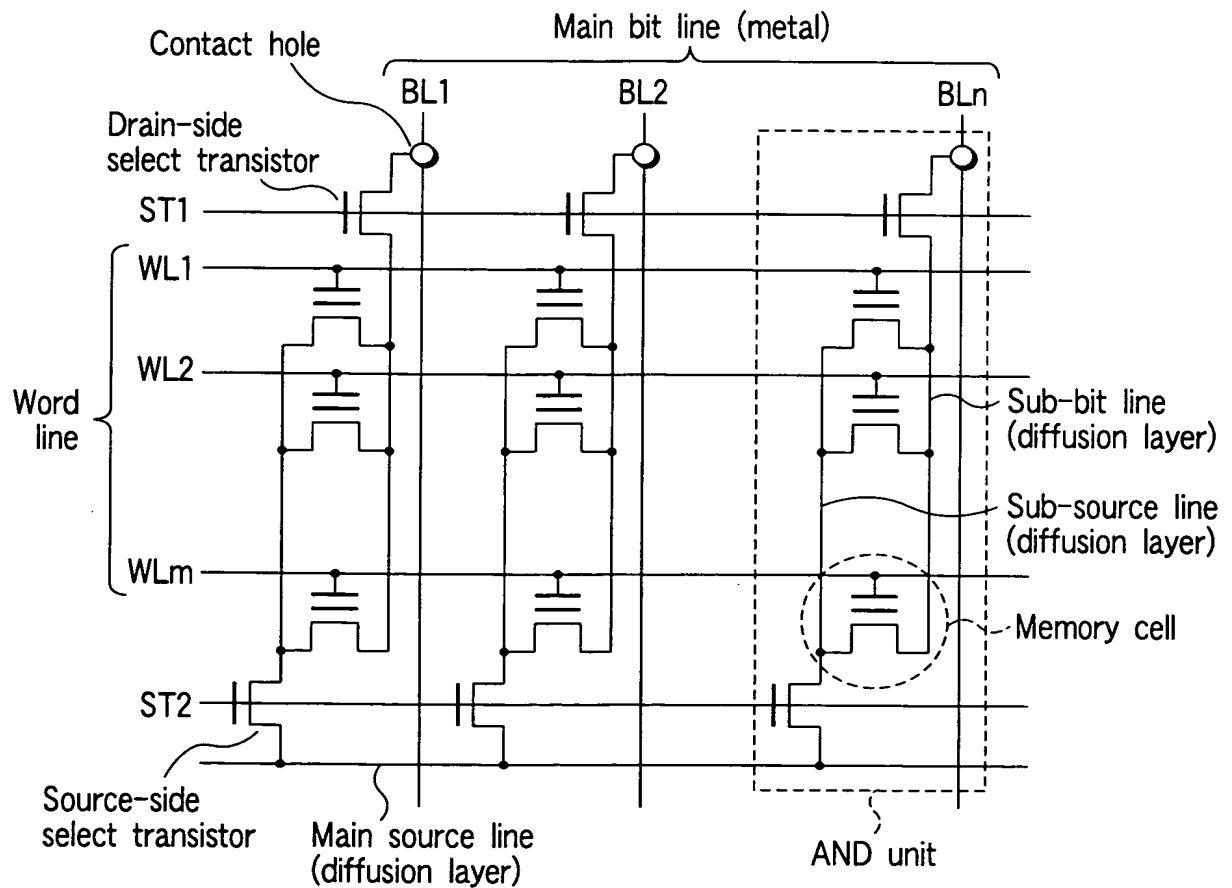 Main bit line (metal)
Contact hole
BL1
BL2
BLn
Drain-side
select transistor
ST1
WL1
WL2
Word
line
Sub-bit line
(diffusion layer)
Sub-source line
(diffusion layer)
WLm
Memory cell
ST2
Source-side
select transistor
Main source line
(diffusion layer)
AND unit